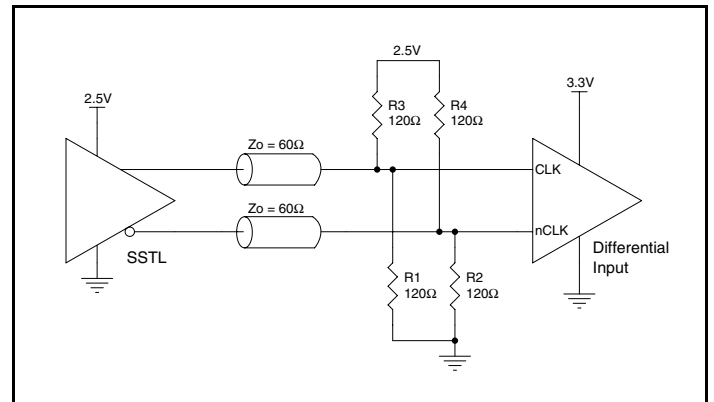 2.5V
3.3V
2.5V
R3
120Ω
R4
120Ω
Zo = 60Ω
CLK
Zo = 60Ω
nCLK
SSTL
Differential
Input
R1
120Ω
R2
120Ω